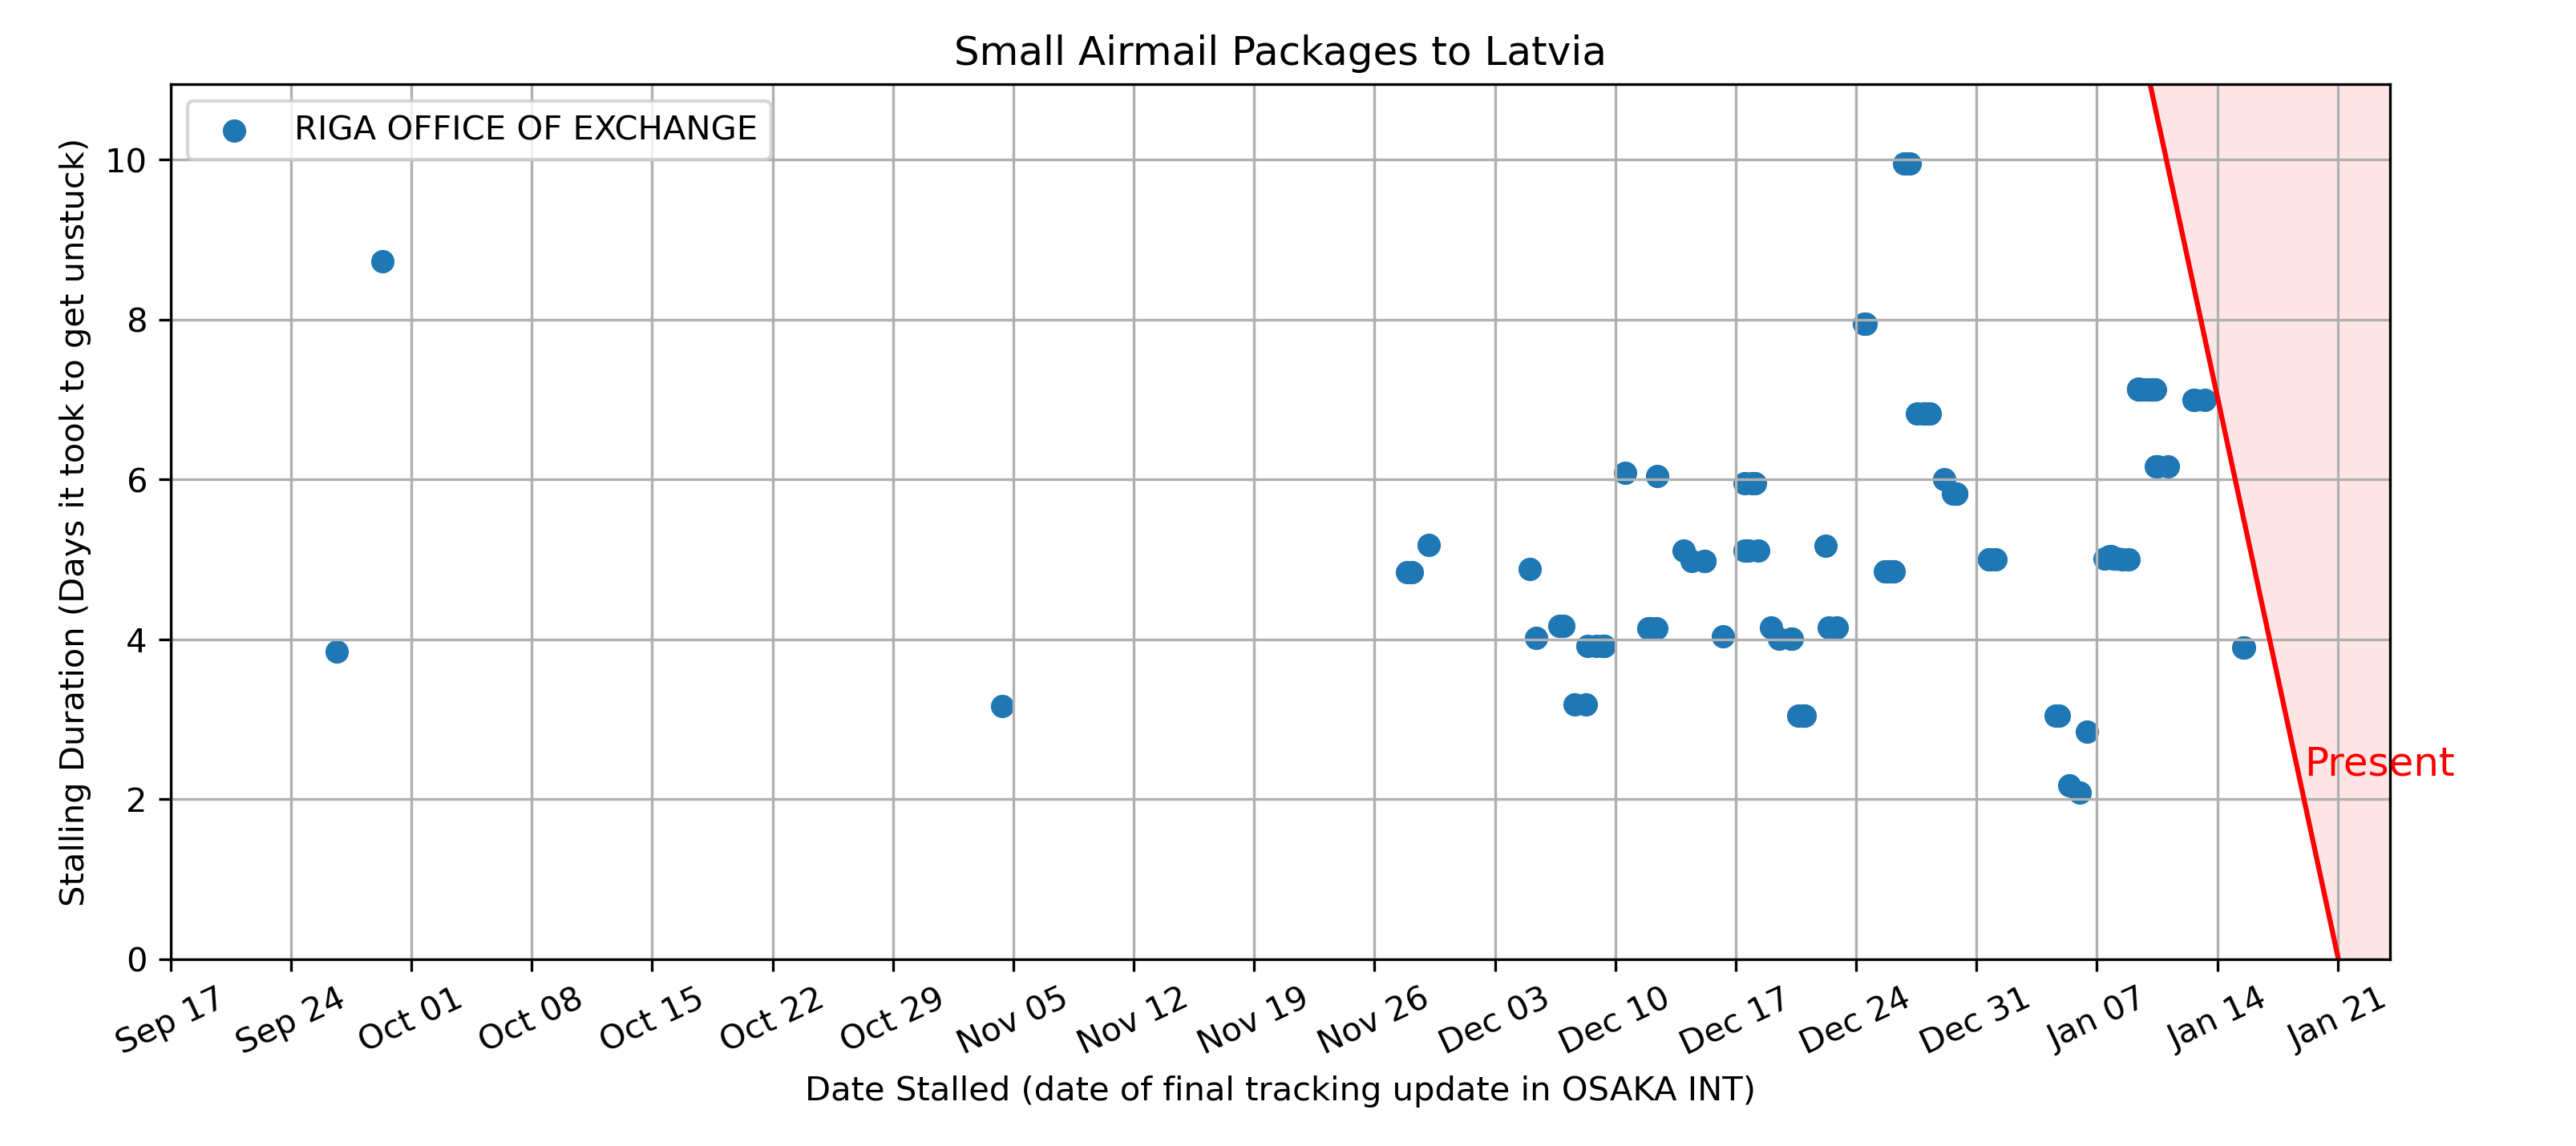 Small Airmail Packages to Latvia
RIGA OFFICE OF EXCHANGE
Stalling Duration (Days it took to get unstuck)
10
8
6
4
2
0
Present
Sep 17
Sep 24
Oct 01
Oct 08
Oct 15
Oct 22
Oct 29
Nov 05
Nov 12
Nov 19
Nov 26
Dec 03
Dec 10
Dec 17
Dec 24
Dec 31
Jan 07
Jan 14
Jan 21
Date Stalled (date of final tracking update in OSAKA INT)